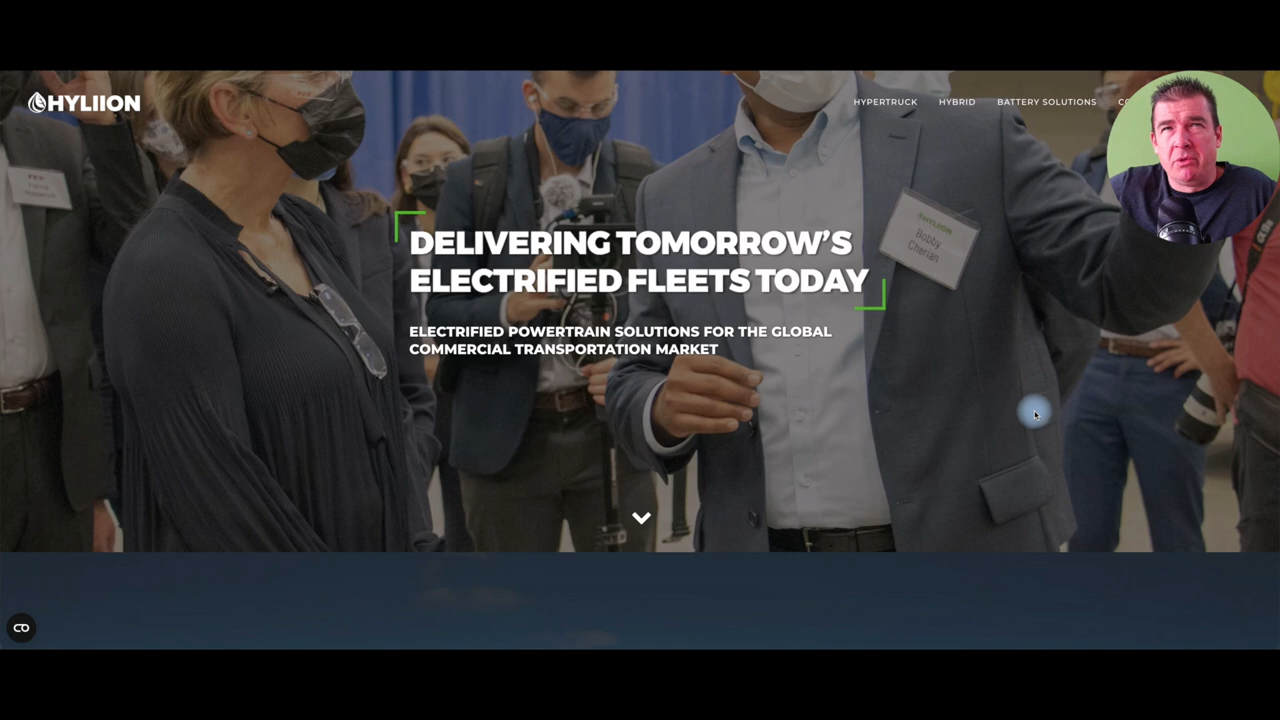 HYLIION
HYPERTRUCK HYBRID BATTERY SOLUTIONS
DELIVERING TOMORROW’S
ELECTRIFIED FLEETS TODAY
ELECTRIFIED POWERTRAIN SOLUTIONS FOR THE GLOBAL
COMMERCIAL TRANSPORTATION MARKET
HYLIION
Bobby
Cherian